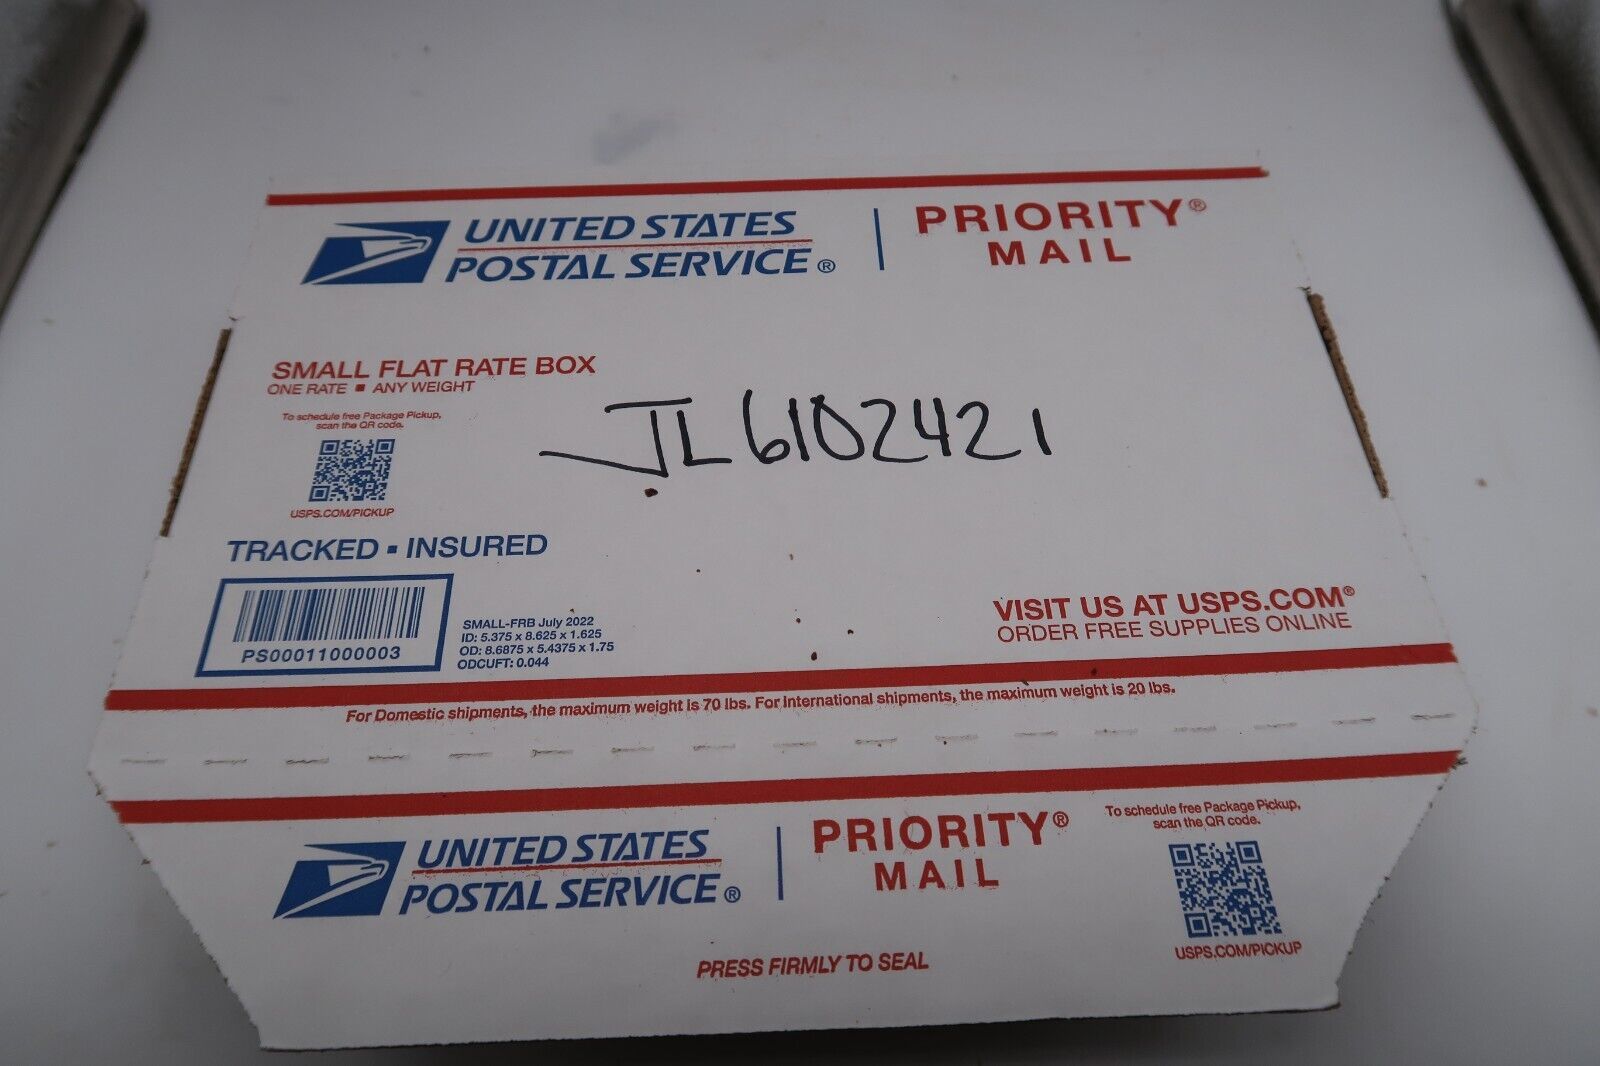 UNITED STATES
POSTAL SERVICE®
PRIORITY®
MAIL
SMALL FLAT RATE BOX
ONE RATE ▪ ANY WEIGHT
To schedule free Package Pickup,
scan the QR code.
USPS.COM/PICKUP
JL6102421
TRACKED ▪ INSURED
PS00011000003
SMALL-FRB July 2022
ID: 5.375 x 8.625 x 1.625
OD: 8.6875 x 5.4375 x 1.75
ODCUFT: 0.044
VISIT US AT USPS.COM®
ORDER FREE SUPPLIES ONLINE
For Domestic shipments, the maximum weight is 70 lbs. For International shipments, the maximum weight is 20 lbs.
UNITED STATES
POSTAL SERVICE®
PRIORITY®
MAIL
To schedule free Package Pickup,
scan the QR code.
USPS.COM/PICKUP
PRESS FIRMLY TO SEAL